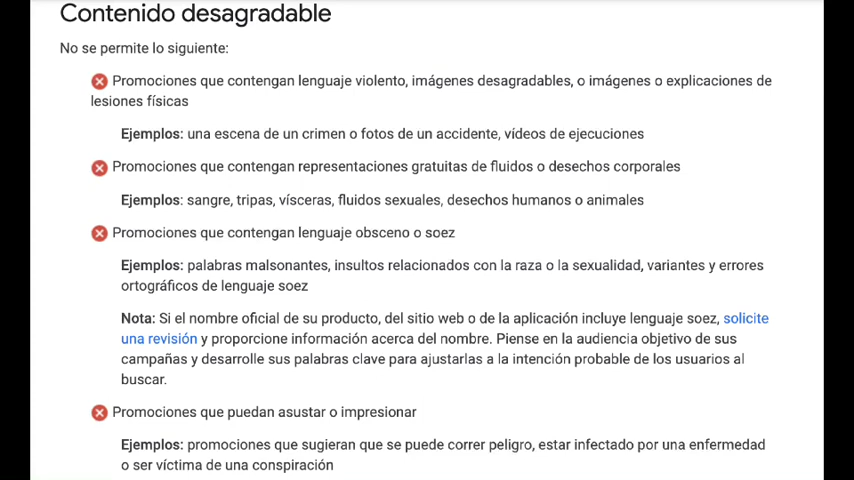 Contenido desagradable
No se permite lo siguiente:
Promociones que contengan lenguaje violento, imágenes desagradables, o imágenes o explicaciones de
lesiones físicas
Ejemplos: una escena de un crimen o fotos de un accidente, vídeos de ejecuciones
Promociones que contengan representaciones gratuitas de fluidos o desechos corporales
Ejemplos: sangre, tripas, vísceras, fluidos sexuales, desechos humanos o animales
Promociones que contengan lenguaje obsceno o soez
Ejemplos: palabras malsonantes, insultos relacionados con la raza o la sexualidad, variantes y errores
ortográficos de lenguaje soez
Nota: Si el nombre oficial de su producto, del sitio web o de la aplicación incluye lenguaje soez, solicite
una revisión y proporcione información acerca del nombre. Piense en la audiencia objetivo de sus
campañas y desarrolle sus palabras clave para ajustarlas a la intención probable de los usuarios al
buscar.
Promociones que puedan asustar o impresionar
Ejemplos: promociones que sugieran que se puede correr peligro, estar infectado por una enfermedad
o ser víctima de una conspiración